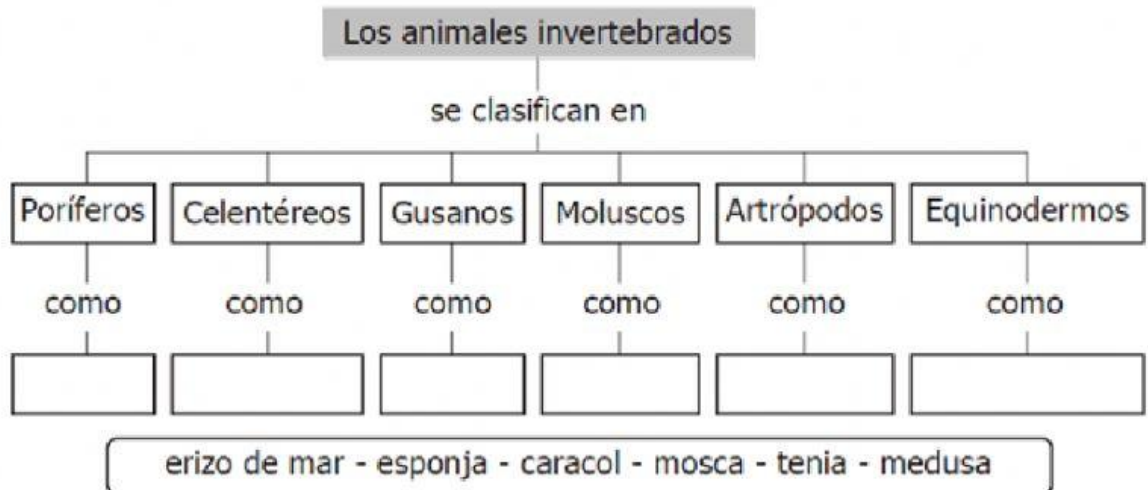 Los animales invertebrados
se clasifican en
Poríferos Celentéreos Gusanos Moluscos Artrópodos Equinodermos
como como como como como como
erizo de mar - esponja - caracol - mosca - tenia - medusa